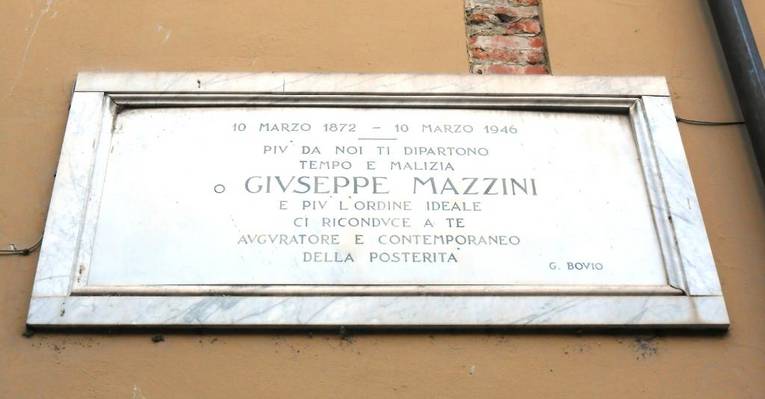 10 MARZO 1872 – 10 MARZO 1946
PIV' DA NOI TI DIPARTONO
TEMPO E MALIZIA
O GIVSEPPE MAZZINI
E PIV' L'ORDINE IDEALE
CI RICONDVCE A TE
AVGVRATORE E CONTEMPORANEO
DELLA POSTERITA'
G. BOVIO